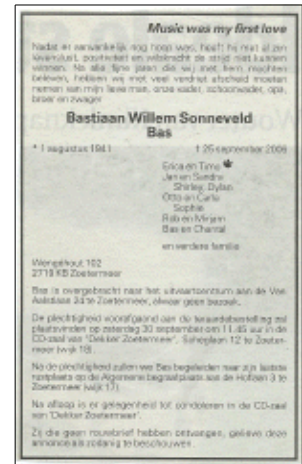 Music was my first love
Nadat er aanvankelijk nog hoop was, heeft hij met al zijn
levenslust, positiviteit en wilskracht de strijd niet kunnen
winnen. Na alle fijne jaren die wij met hem mochten
beleven, hebben wij met veel verdriet afscheid moeten
nemen van mijn lieve man, onze vader, schoonvader, opa,
broer en zwager
Bastiaan Willem Sonneveld
Bas
* 1 augustus 1941 † 25 september 2006
Erica en Timo
Jan en Sandra
Shirley, Dylan
Otto en Carla
Sophie
Rob en Mirjam
Bas en Chantal
en verdere familie
102
2719 KB Zoetermeer
Bas is overgebracht naar het uitvaartcentrum aan de Van
24 te Zoetermeer, alwaar geen bezoek.
De plechtigheid voorafgaand aan de teraardebestelling zal
plaatsvinden op zaterdag 30 september om 11.45 uur in de
CD-zaal van "Dekker Zoetermeer", 12 te Zoeter-
meer (wijk 18).
Na de plechtigheid zullen we Bas begeleiden naar zijn laatste
rustplaats op de Algemene begraafplaats aan de Hoflaan 3 te
Zoetermeer (wijk 17).
Na afloop is er gelegenheid tot condoleren in de CD-zaal
van "Dekker Zoetermeer".
Zij die geen rouwbrief hebben ontvangen, gelieve deze
annonce als zodanig te beschouwen.